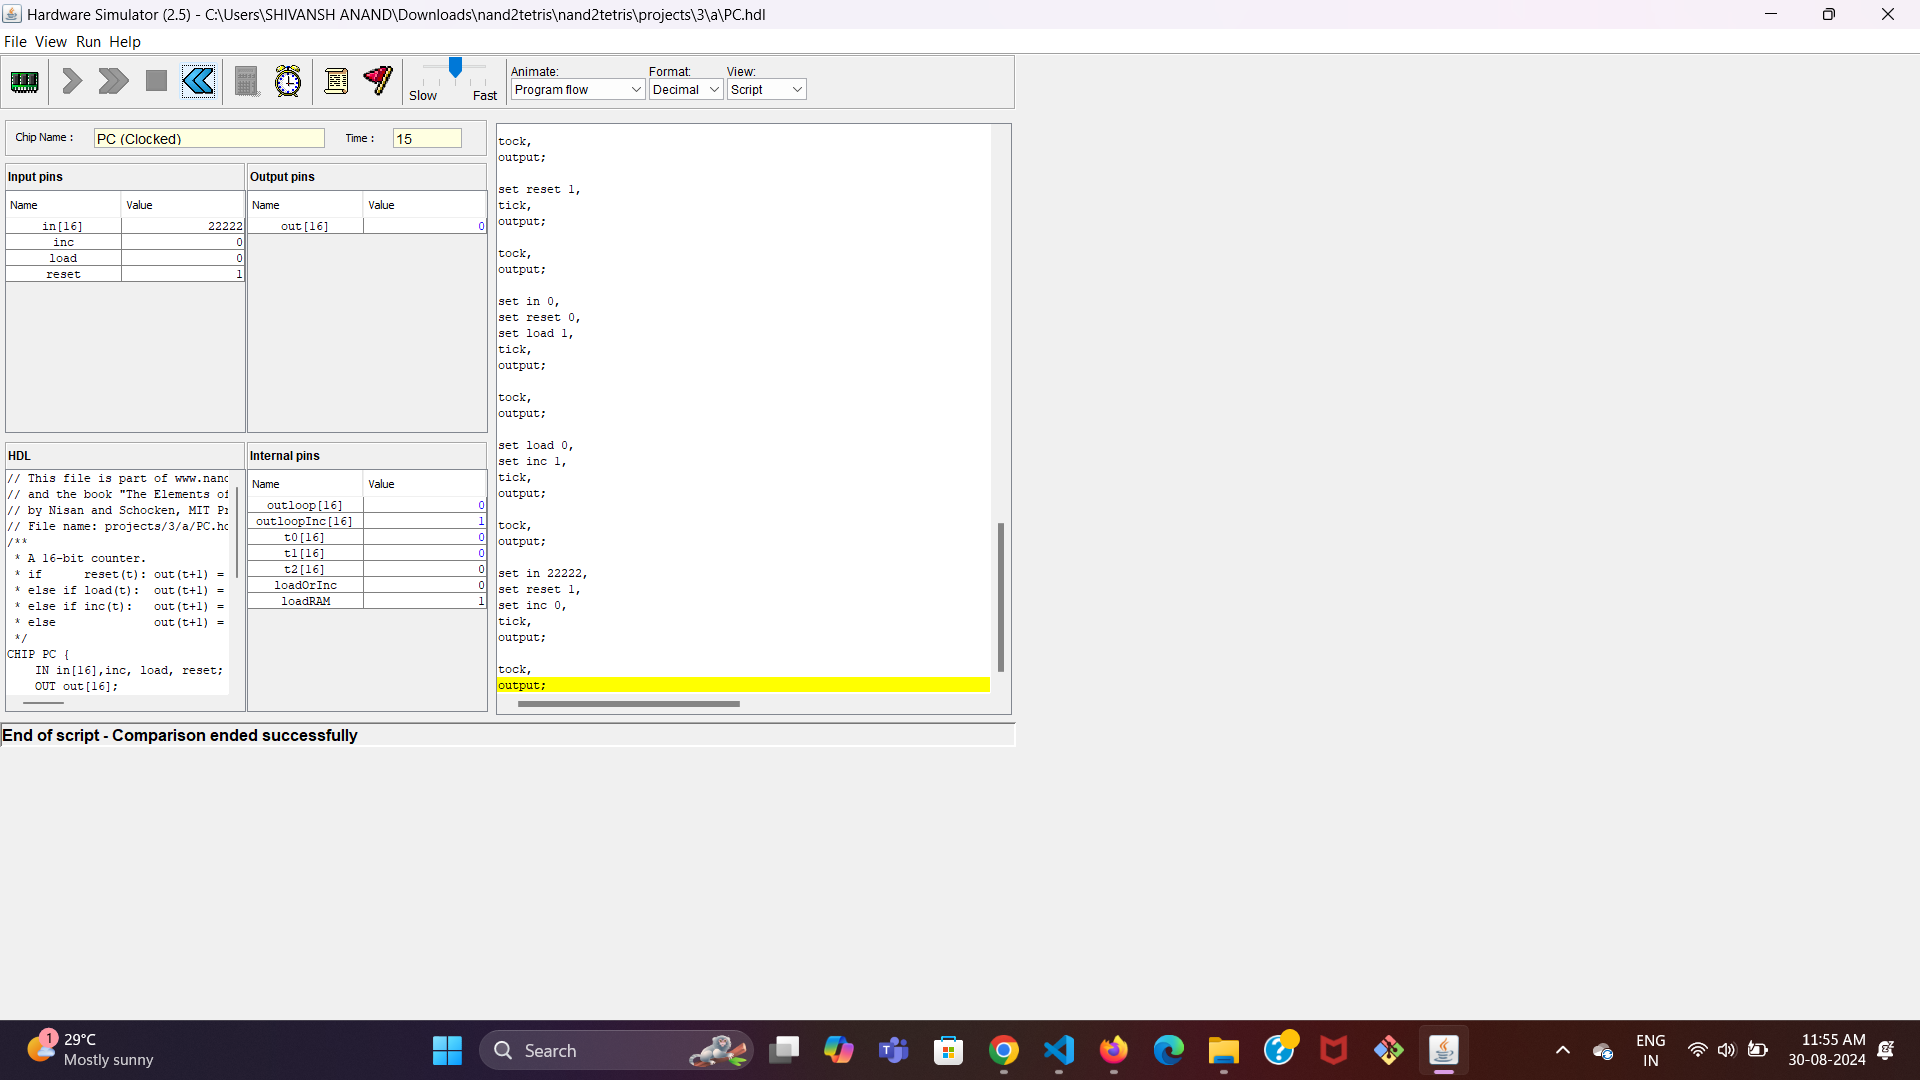 Hardware Simulator (2.5) - C:\Users\SHIVANSH ANAND\Downloads\nand2tetris\nand2tetris\projects\3\a\PC.hdl
File View Run Help
Slow Fast
Animate: Format: View:
Program flow Decimal Script
Chip Name : PC (Clocked) Time : 15
Input pins
Name Value
in[16] 22222
inc 0
load 0
reset 1
Output pins
Name Value
out[16] 0
HDL
// This file is part of www.nand
// and the book "The Elements of
// by Nisan and Schocken, MIT Pr
// File name: projects/3/a/PC.hd
/**
* A 16-bit counter.
* if reset(t): out(t+1) =
* else if load(t): out(t+1) =
* else if inc(t): out(t+1) =
* else out(t+1) =
*/
CHIP PC {
IN in[16],inc, load, reset;
OUT out[16];
Internal pins
Name Value
outloop[16] 0
outloopInc[16] 1
t0[16] 0
t1[16] 0
t2[16] 0
loadOrInc 0
loadRAM 1
tock,
output;
set reset 1,
tick,
output;
tock,
output;
set in 0,
set reset 0,
set load 1,
tick,
output;
tock,
output;
set load 0,
set inc 1,
tick,
output;
tock,
output;
set in 22222,
set reset 1,
set inc 0,
tick,
output;
tock,
output;
End of script - Comparison ended successfully
1
29°C
Mostly sunny
Search
ENG
IN
11:55 AM
30-08-2024